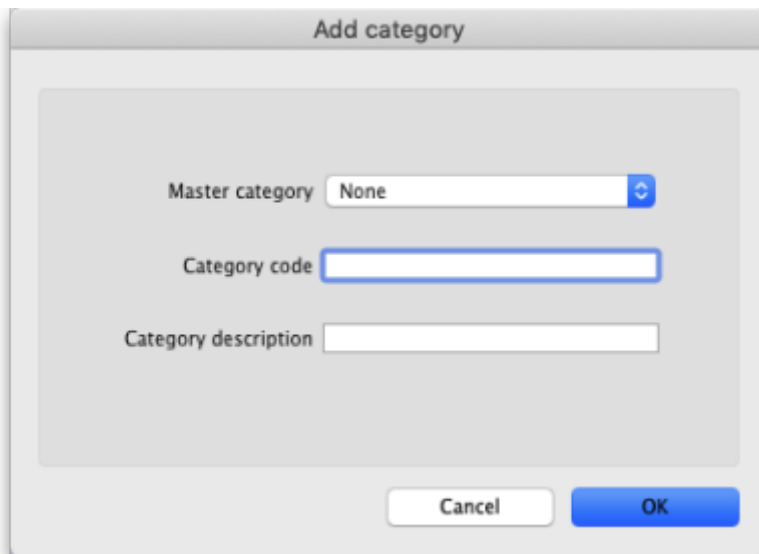 Add category
Master category None
Category code
Category description
Cancel OK